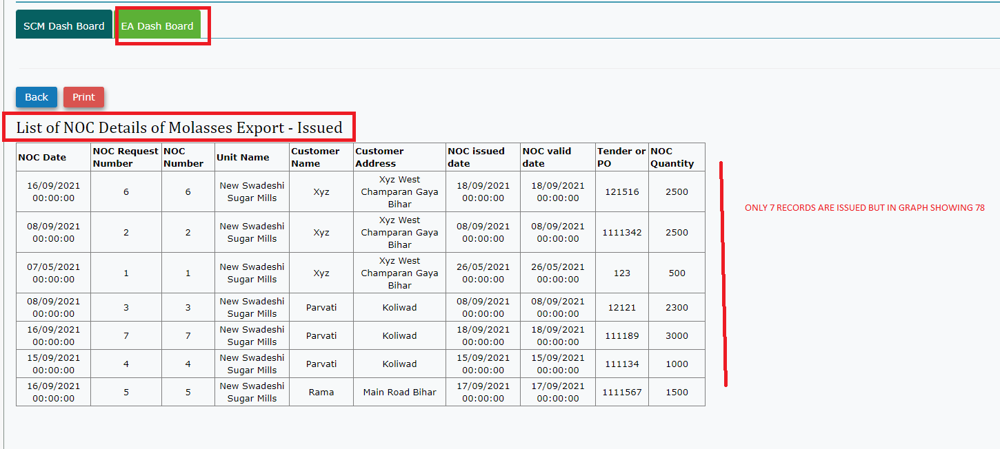 SCM Dash Board EA Dash Board
Back Print
List of NOC Details of Molasses Export - Issued
NOC Date NOC Request Number NOC Number Unit Name Customer Name Customer Address NOC issued date NOC valid date Tender or PO NOC Quantity
16/09/2021 00:00:00 6 6 New Swadeshi Sugar Mills Xyz Xyz West Champaran Gaya Bihar 18/09/2021 00:00:00 18/09/2021 00:00:00 121516 2500
08/09/2021 00:00:00 2 2 New Swadeshi Sugar Mills Xyz Xyz West Champaran Gaya Bihar 08/09/2021 00:00:00 08/09/2021 00:00:00 1111342 2500
07/05/2021 00:00:00 1 1 New Swadeshi Sugar Mills Xyz Xyz West Champaran Gaya Bihar 26/05/2021 00:00:00 26/05/2021 00:00:00 123 500
08/09/2021 00:00:00 3 3 New Swadeshi Sugar Mills Parvati Koliwad 08/09/2021 00:00:00 08/09/2021 00:00:00 12121 2300
16/09/2021 00:00:00 7 7 New Swadeshi Sugar Mills Parvati Koliwad 18/09/2021 00:00:00 18/09/2021 00:00:00 111189 3000
15/09/2021 00:00:00 4 4 New Swadeshi Sugar Mills Parvati Koliwad 15/09/2021 00:00:00 15/09/2021 00:00:00 111134 1000
16/09/2021 00:00:00 5 5 New Swadeshi Sugar Mills Rama Main Road Bihar 17/09/2021 00:00:00 17/09/2021 00:00:00 1111567 1500
ONLY 7 RECORDS ARE ISSUED BUT IN GRAPH SHOWING 78